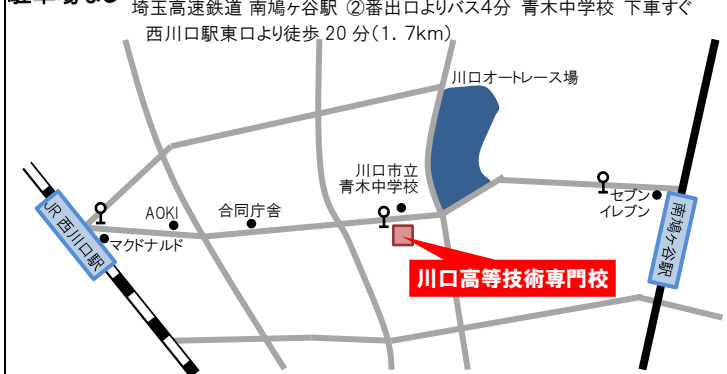 埼玉高速鉄道 南鳩ヶ谷駅 ②番出口よりバス4分 青木中学校 下車すぐ
西川口駅東口より徒歩 20 分(1. 7km)
川口オートレース場
川口市立
青木中学校
セブン
イレブン
AOKI
合同庁舎
JR 西川口駅
マクドナルド
南鳩ヶ谷駅
川口高等技術専門校